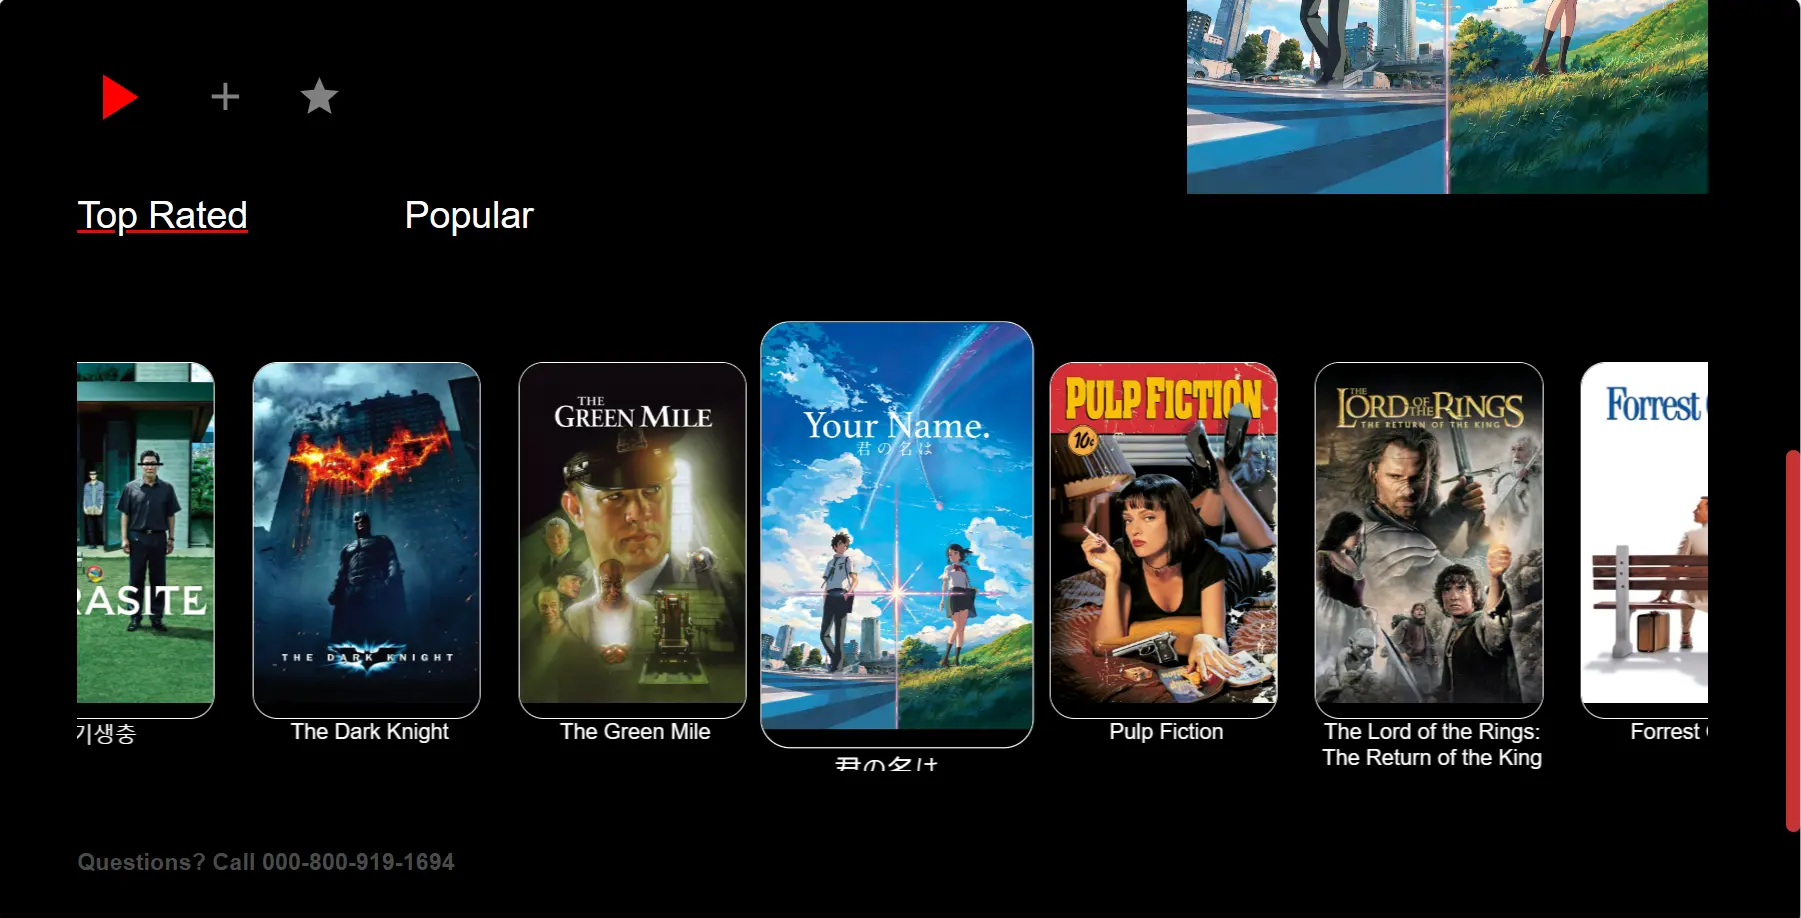 Top Rated
Popular
ASITE
기생충
THE DARK KNIGHT
The Dark Knight
THE
GREEN MILE
The Green Mile
Your Name.
君の名は
君の名は
PULP FICTION
10¢
Pulp Fiction
THE
LORD OF THE RINGS
THE RETURN OF THE KING
The Lord of the Rings:
The Return of the King
Forrest
Forrest
Questions? Call 000-800-919-1694